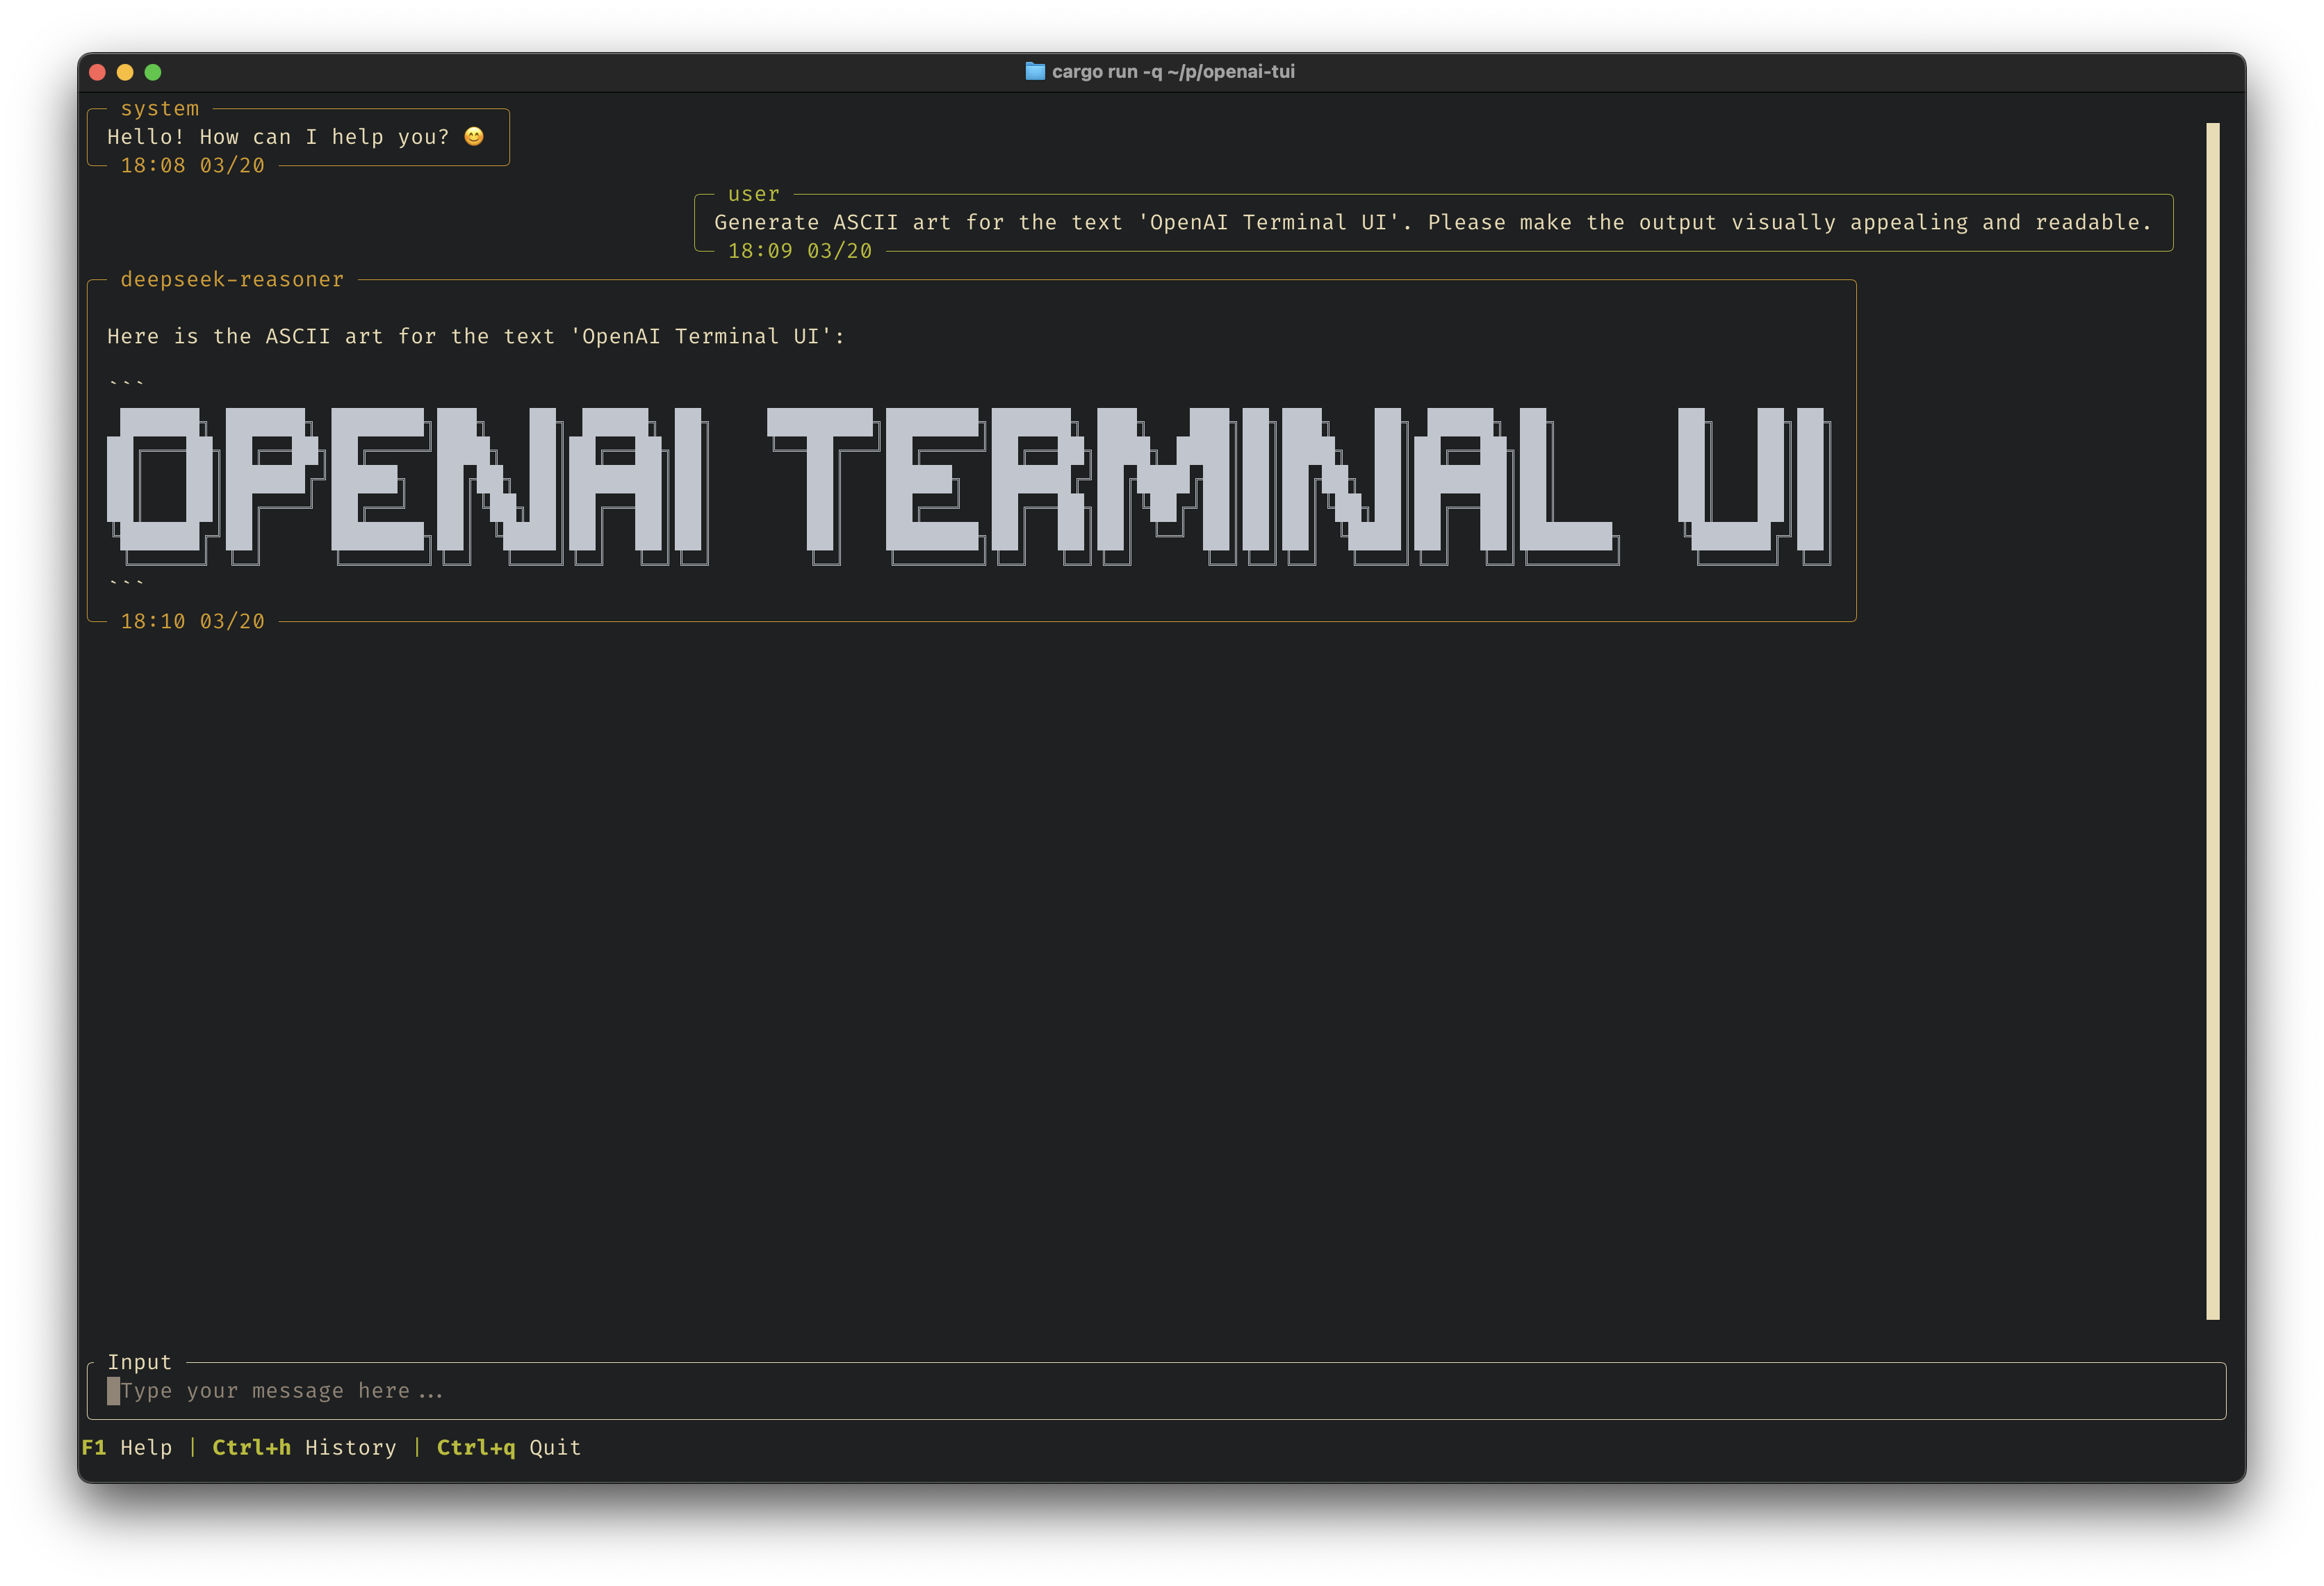 cargo run -q ~/p/openai-tui
system
Hello! How can I help you? 😊
18:08 03/20
user
Generate ASCII art for the text 'OpenAI Terminal UI'. Please make the output visually appealing and readable.
18:09 03/20
deepseek-reasoner
Here is the ASCII art for the text 'OpenAI Terminal UI':
```
OPENAI TERMINAL UI
```
18:10 03/20
Input
Type your message here...
F1 Help | Ctrl+h History | Ctrl+q Quit